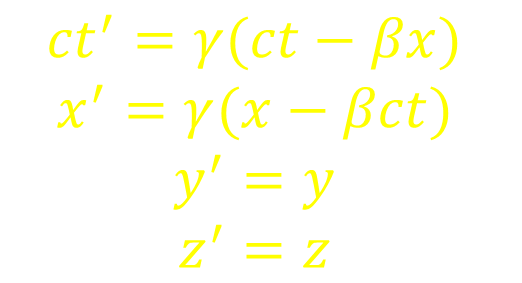 ct′ = γ(ct − βx)
x′ = γ(x − βct)
y′ = y
z′ = z